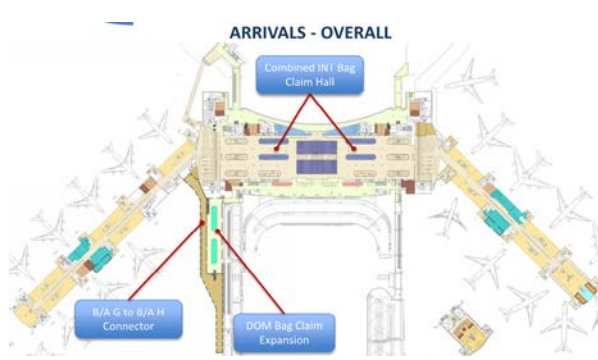 ARRIVALS - OVERALL
Combined INT Bag
Claim Hall
B/A G to B/A H
Connector
DOM Bag Claim
Expansion